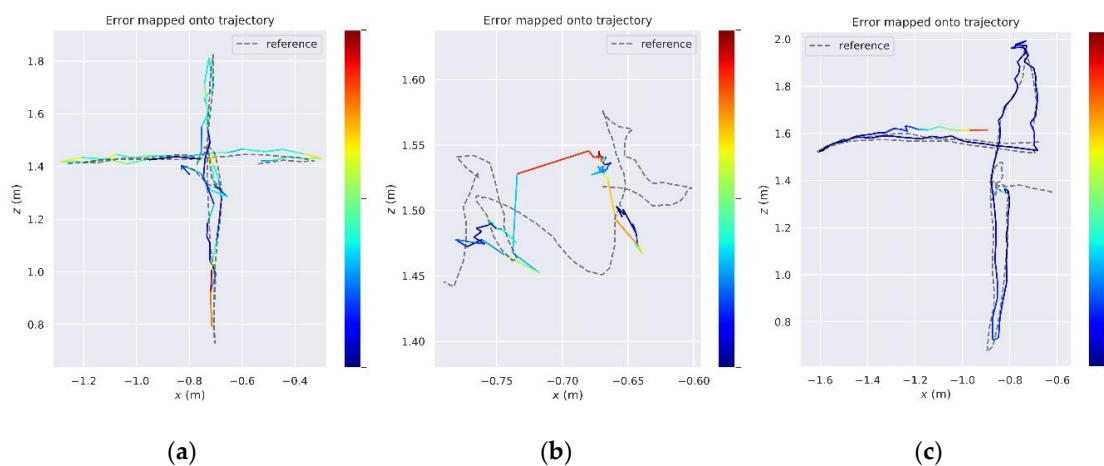 Error mapped onto trajectory
reference
1.8
1.6
1.4
1.2
1.0
0.8
z (m)
−1.2 −1.0 −0.8 −0.6 −0.4
x (m)
(a)
Error mapped onto trajectory
reference
1.60
1.55
1.50
1.45
1.40
z (m)
−0.75 −0.70 −0.65 −0.60
x (m)
(b)
Error mapped onto trajectory
reference
2.0
1.8
1.6
1.4
1.2
1.0
0.8
z (m)
−1.6 −1.4 −1.2 −1.0 −0.8 −0.6
x (m)
(c)